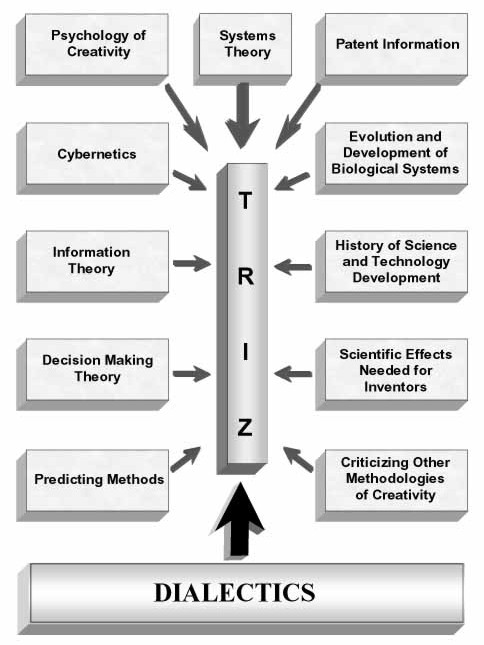 Psychology of
Creativity
Systems
Theory
Patent Information
Cybernetics
Evolution and
Development of
Biological Systems
Information
Theory
History of Science
and Technology
Development
Decision Making
Theory
Scientific Effects
Needed for
Inventors
Predicting Methods
Criticizing Other
Methodologies
of Creativity
T
R
I
Z
DIALECTICS